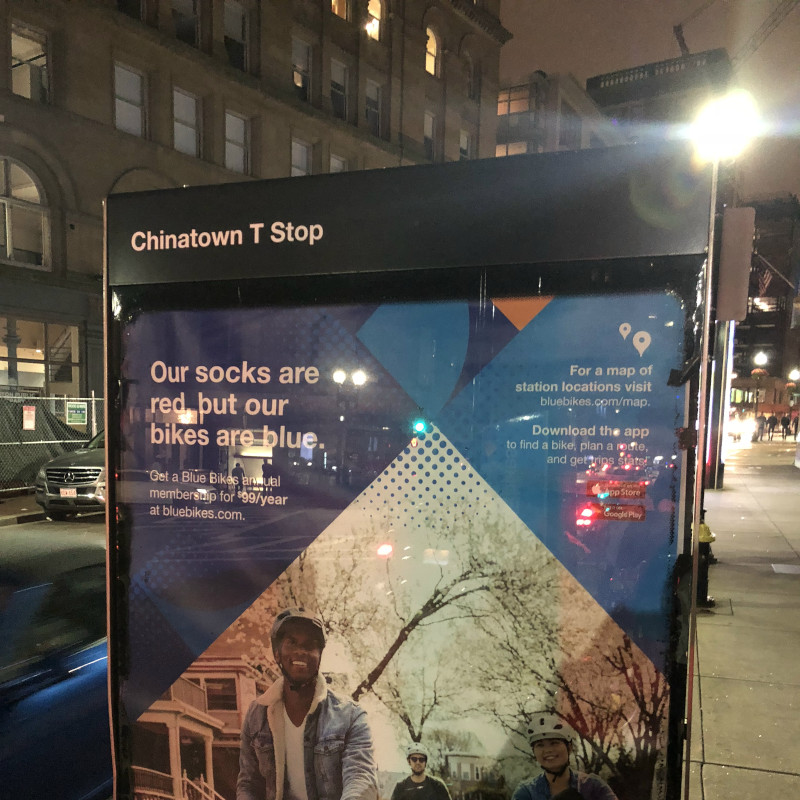 Chinatown T Stop
Our socks are
red, but our
bikes are blue.
Get a Blue Bikes annual
membership for $99/year
at bluebikes.com.
For a map of
station locations visit
bluebikes.com/map.
Download the app
to find a bike, plan a route,
and get trips stats!
App Store
Google Play